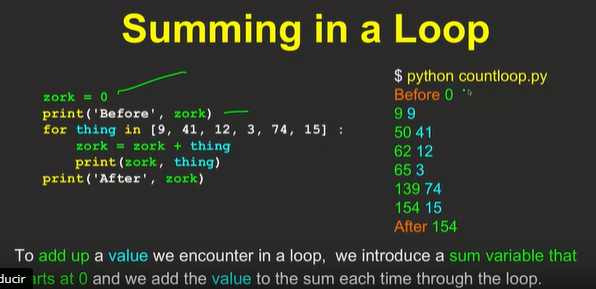 Summing in a Loop
zork = 0
print('Before', zork)
for thing in [9, 41, 12, 3, 74, 15] :
    zork = zork + thing
    print(zork, thing)
print('After', zork)
$ python countloop.py
Before 0
9 9
50 41
62 12
65 3
139 74
154 15
After 154
To add up a value we encounter in a loop, we introduce a sum variable that
ducir arts at 0 and we add the value to the sum each time through the loop.